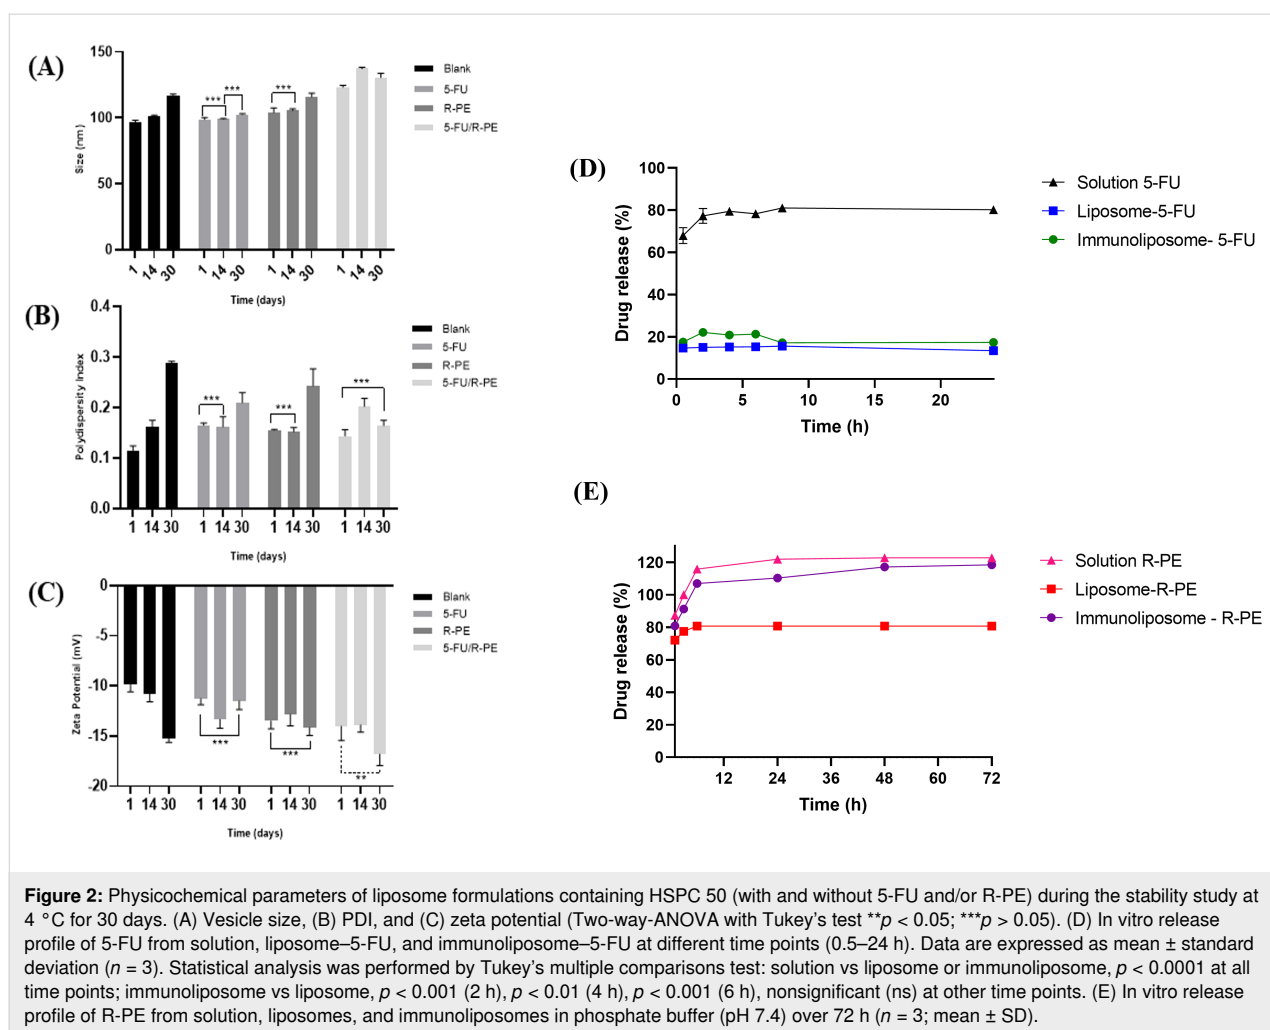 (A)
150
100
50
0
Size (nm)
***
***
***
1 14 30 1 14 30 1 14 30 1 14 30
Time (days)
Blank
5-FU
R-PE
5-FU/R-PE
(B)
0.4
0.3
0.2
0.1
0.0
Polydispersity Index
***
***
***
1 14 30 1 14 30 1 14 30 1 14 30
Time (days)
Blank
5-FU
R-PE
5-FU/R-PE
(C)
0
-5
-10
-15
-20
Zeta Potential (mV)
***
***
**
1 14 30 1 14 30 1 14 30 1 14 30
Time (days)
Blank
5-FU
R-PE
5-FU/R-PE
(D)
100
80
60
40
20
0
Drug release (%)
0 5 10 15 20
Time (h)
Solution 5-FU
Liposome-5-FU
Immunoliposome- 5-FU
(E)
120
100
80
60
40
20
0
Drug release (%)
12 24 36 48 60 72
Time (h)
Solution R-PE
Liposome-R-PE
Immunoliposome - R-PE
Figure 2: Physicochemical parameters of liposome formulations containing HSPC 50 (with and without 5-FU and/or R-PE) during the stability study at
4 °C for 30 days. (A) Vesicle size, (B) PDI, and (C) zeta potential (Two-way-ANOVA with Tukey's test **p < 0.05; ***p > 0.05). (D) In vitro release
profile of 5-FU from solution, liposome–5-FU, and immunoliposome–5-FU at different time points (0.5–24 h). Data are expressed as mean ± standard
deviation (n = 3). Statistical analysis was performed by Tukey's multiple comparisons test: solution vs liposome or immunoliposome, p < 0.0001 at all
time points; immunoliposome vs liposome, p < 0.001 (2 h), p < 0.01 (4 h), p < 0.001 (6 h), nonsignificant (ns) at other time points. (E) In vitro release
profile of R-PE from solution, liposomes, and immunoliposomes in phosphate buffer (pH 7.4) over 72 h (n = 3; mean ± SD).